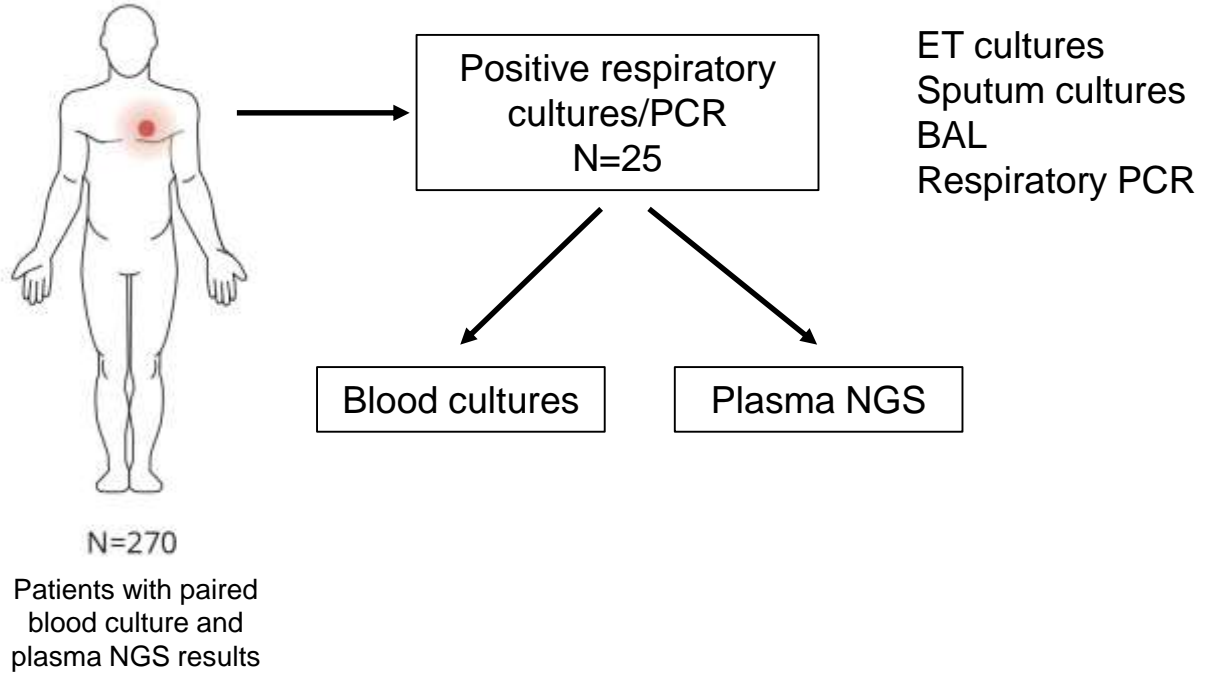 Positive respiratory
cultures/PCR
N=25
ET cultures
Sputum cultures
BAL
Respiratory PCR
Blood cultures
Plasma NGS
N=270
Patients with paired
blood culture and
plasma NGS results